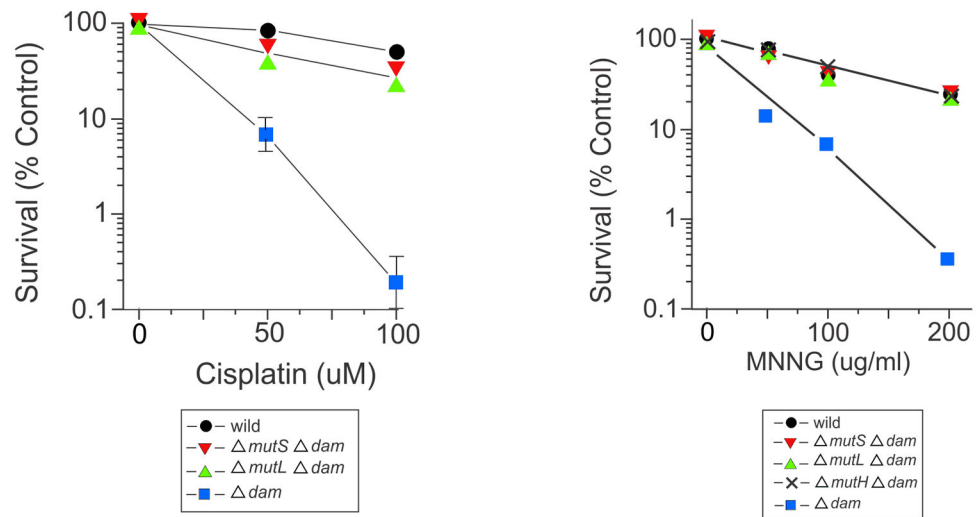 Survival (% Control)
100
10
1
0.1
0
50
100
Cisplatin (uM)
wild
△ mutS △ dam
△ mutL △ dam
△ dam
Survival (% Control)
100
10
1
0.1
0
100
200
MNNG (ug/ml)
wild
△ mutS △ dam
△ mutL △ dam
△ mutH △ dam
△ dam